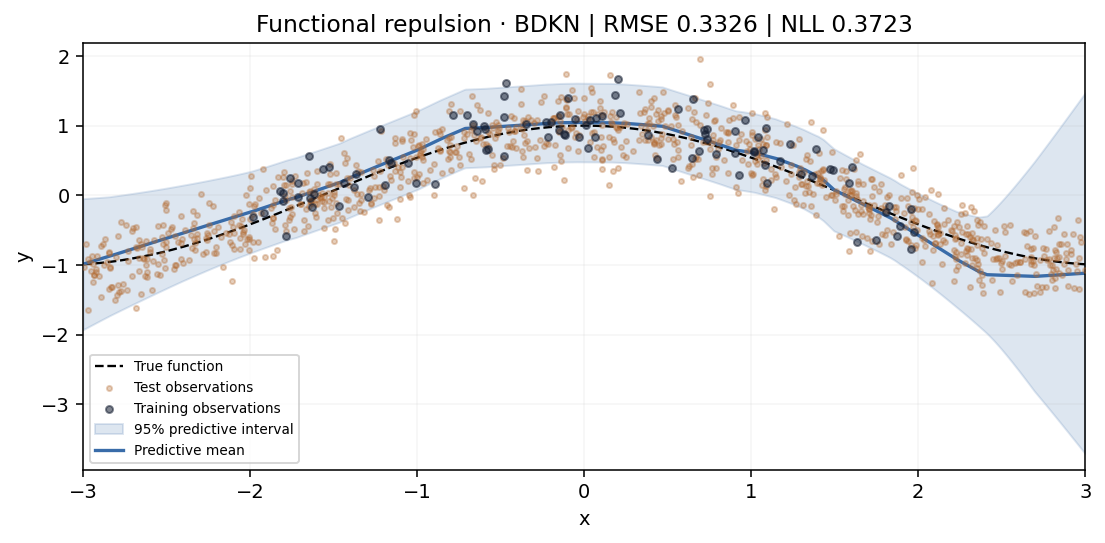 Functional repulsion · BDKN | RMSE 0.3326 | NLL 0.3723
y
2
1
0
−1
−2
−3
True function
Test observations
Training observations
95% predictive interval
Predictive mean
−3 −2 −1 0 1 2 3
x